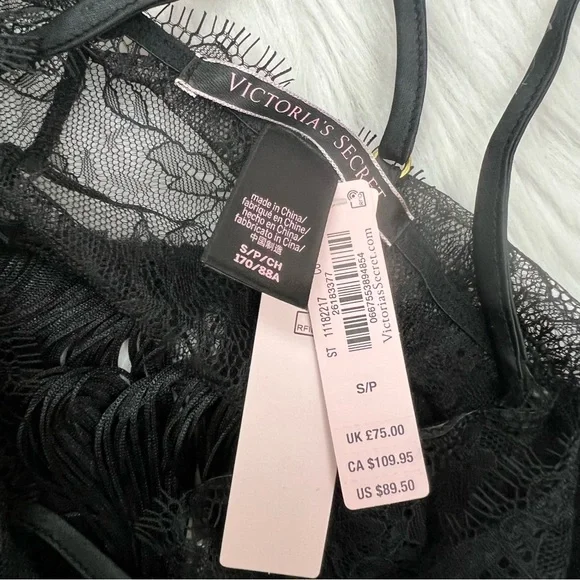 VICTORIA'S SECRET
made in China/
fabriqué en Chine/
hecho en China/
fabbricato in Cina/
中國製造
S/P/CH
170/88A
ST 11182217
26183377
0667553894854
VictoriasSecret.com
S/P
UK £75.00
CA $109.95
US $89.50